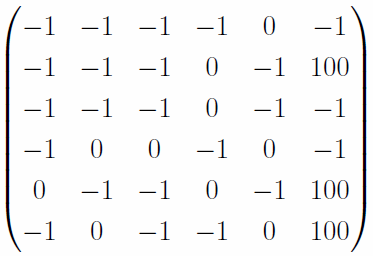 −1 −1 −1 −1 0 −1
−1 −1 −1 0 −1 100
−1 −1 −1 0 −1 −1
−1 0 0 −1 0 −1
0 −1 −1 0 −1 100
−1 0 −1 −1 0 100